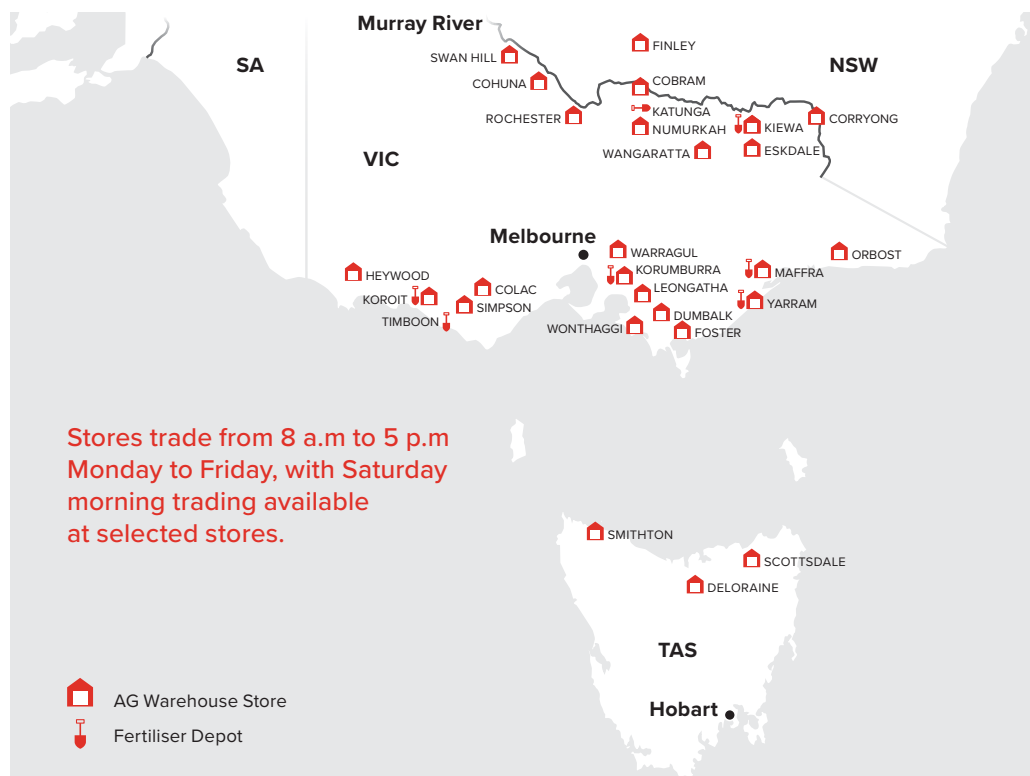 Murray River
FINLEY
SWAN HILL
SA
NSW
COHUNA
COBRAM
KATUNGA
ROCHESTER
NUMURKAH
KIEWA
CORRYONG
WANGARATTA
ESKDALE
VIC
Melbourne
WARRAGUL
ORBOST
HEYWOOD
KORUMBURRA
MAFFRA
COLAC
LEONGATHA
KOROIT
SIMPSON
YARRAM
TIMBOON
DUMBALK
WONTHAGGI
FOSTER
Stores trade from 8 a.m to 5 p.m
Monday to Friday, with Saturday
morning trading available
at selected stores.
SMITHTON
SCOTTSDALE
DELORAINE
TAS
Hobart
AG Warehouse Store
Fertiliser Depot